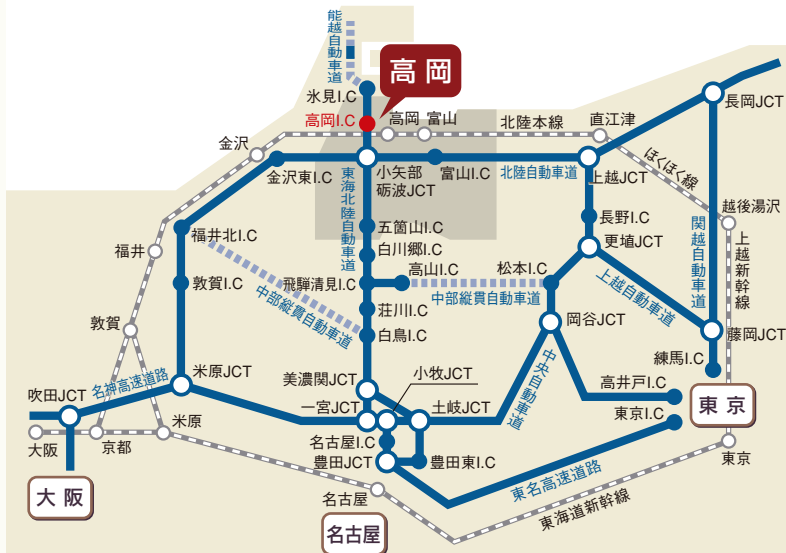 能越自動車道
氷見I.C
高岡
高岡I.C
高岡
富山
北陸本線
直江津
長岡JCT
金沢
金沢東I.C
小矢部
砺波JCT
富山I.C
北陸自動車道
上越JCT
ほくほく線
東海北陸自動車道
福井北I.C
五箇山I.C
白川郷I.C
長野I.C
更埴JCT
越後湯沢
関越自動車道
上越新幹線
福井
敦賀I.C
飛騨清見I.C
高山I.C
松本I.C
中部縦貫自動車道
中部縦貫自動車道
上越自動車道
荘川I.C
白鳥I.C
岡谷JCT
藤岡JCT
敦賀
練馬I.C
米原JCT
美濃関JCT
小牧JCT
中央自動車道
高井戸I.C
東京
名神高速道路
吹田JCT
一宮JCT
土岐JCT
東京I.C
大阪
京都
米原
名古屋I.C
豊田JCT
豊田東I.C
東名高速道路
東京
大阪
名古屋
名古屋
東海道新幹線